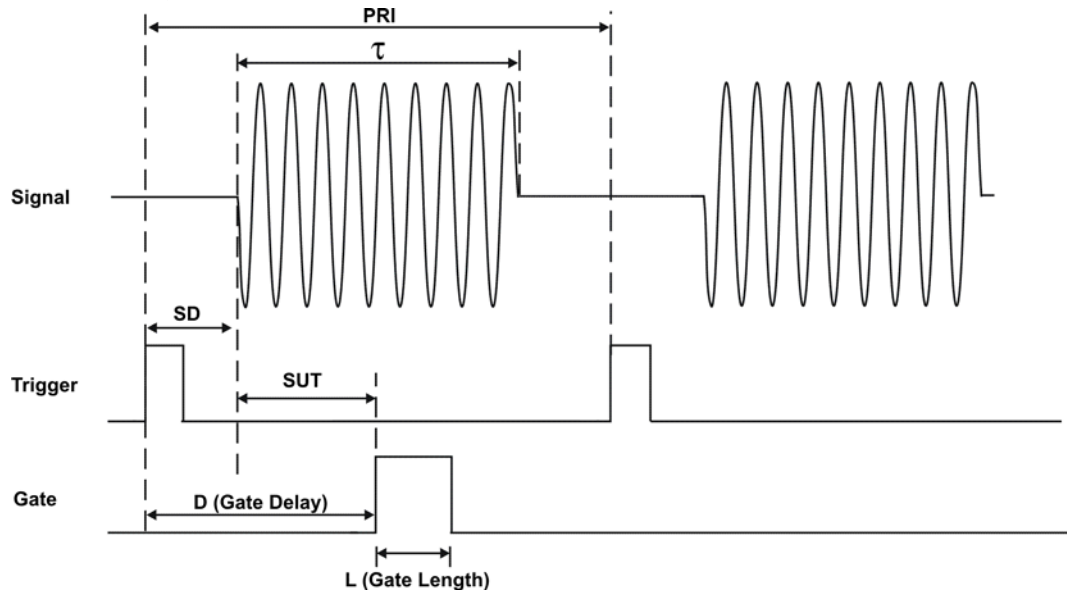 PRI
τ
Signal
SD
Trigger
SUT
Gate
D (Gate Delay)
L (Gate Length)